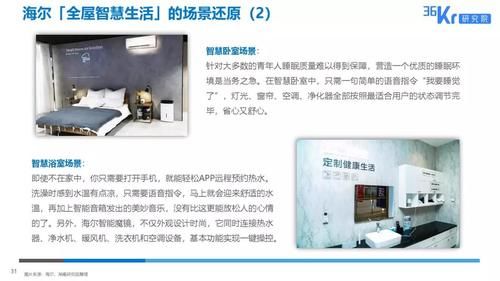 海尔「全屋智慧生活」的场景还原（2）
36Kr研究院
智慧卧室场景：
针对大多数的青年人睡眠质量难以得到保障，营造一个优质的睡眠环
境是当务之急。在智慧卧室中，只需一句简单的语音指令“我要睡觉
了”，灯光、窗帘、空调、净化器全部按照最适合用户的状态调节完
毕，省心又舒心。
智慧浴室场景：
即使不在家中，你只需要打开手机，就能轻松APP远程预约热水。
洗澡时感到水温有点凉，只需要语音指令，马上就会迎来舒适的水
温，再加上智能音箱发出的美妙音乐，没有比这更能放松人的心情
的了。另外，海尔智能魔镜，不仅外观设计时尚，它同时连接热水
器、净水机、暖风机、洗衣机和空调设备，基本功能实现一键操控。
定制健康生活
31